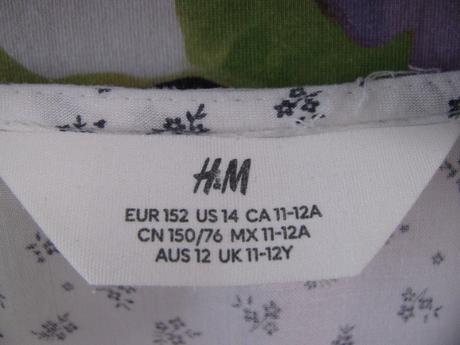 H&M
EUR 152 US 14 CA 11-12A
CN 150/76 MX 11-12A
AUS 12 UK 11-12Y